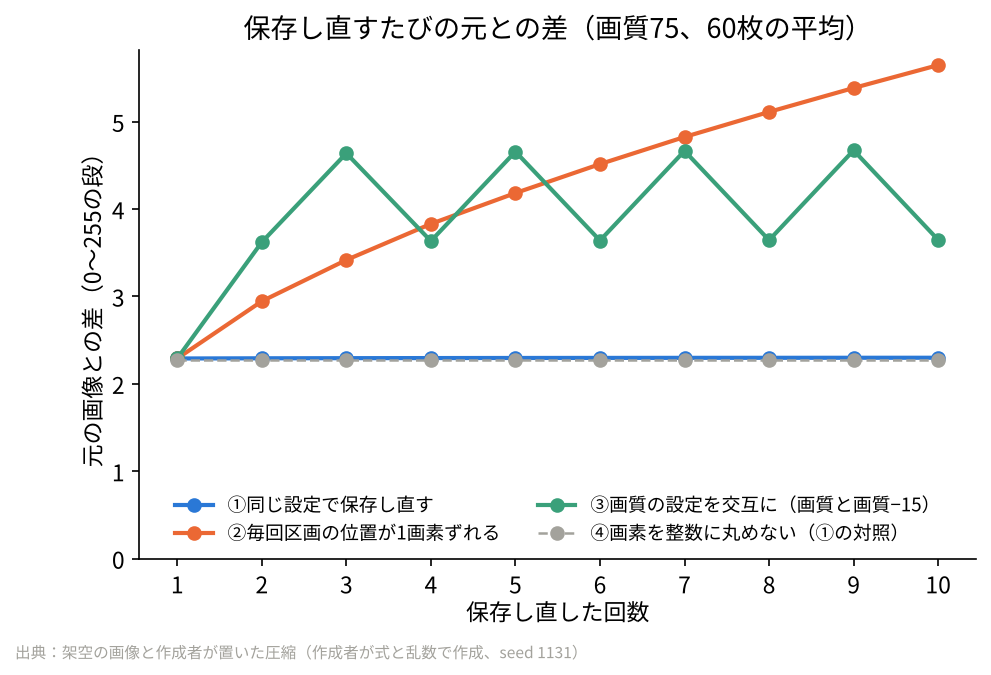 保存し直すたびの元との差（画質75、60枚の平均）
元の画像との差（0〜255の段）
5
4
3
2
1
0
①同じ設定で保存し直す
②毎回区画の位置が1画素ずれる
③画質の設定を交互に（画質と画質−15）
④画素を整数に丸めない（①の対照）
1 2 3 4 5 6 7 8 9 10
保存し直した回数
出典：架空の画像と作成者が置いた圧縮（作成者が式と乱数で作成、seed 1131）